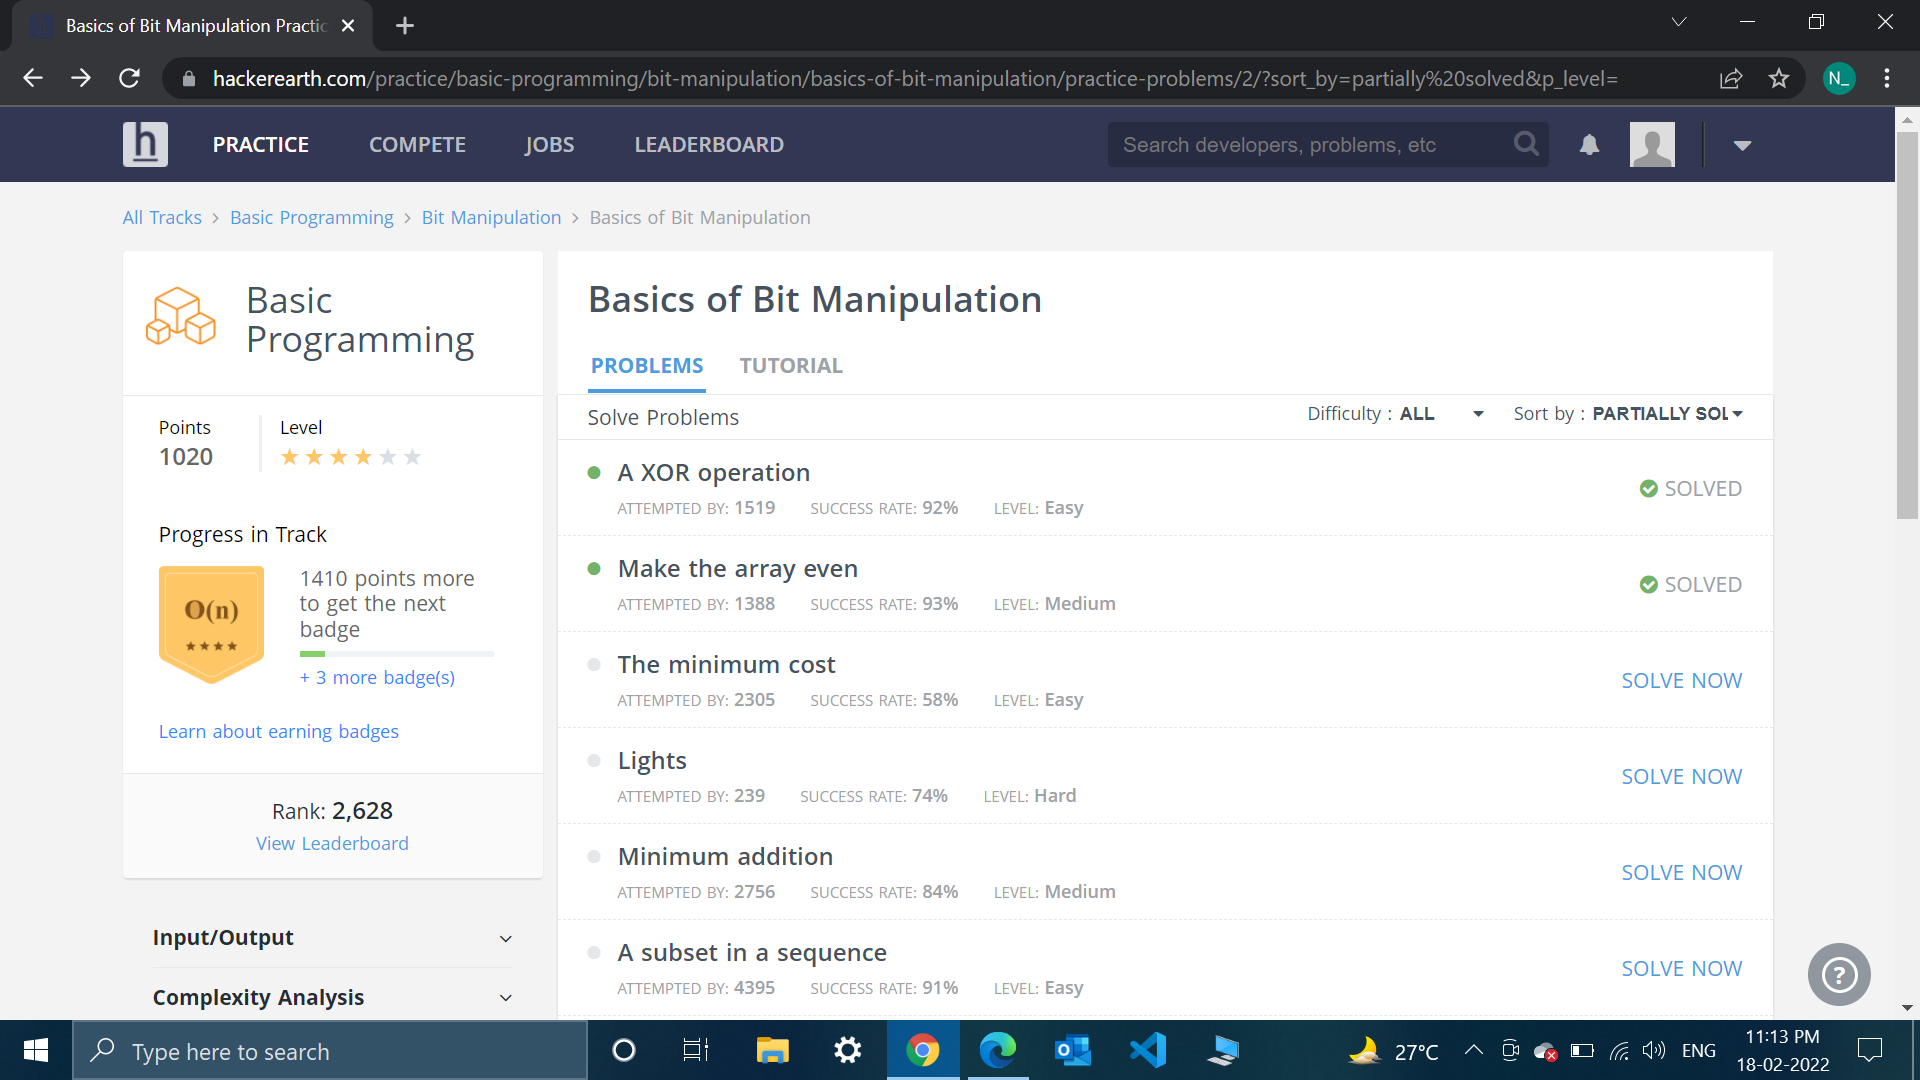 Basics of Bit Manipulation Practic
hackerearth.com/practice/basic-programming/bit-manipulation/basics-of-bit-manipulation/practice-problems/2/?sort_by=partially%20solved&p_level=
N_
h PRACTICE COMPETE JOBS LEADERBOARD Search developers, problems, etc
All Tracks > Basic Programming > Bit Manipulation > Basics of Bit Manipulation
Basic
Programming
Points Level
1020
Progress in Track
O(n)
1410 points more
to get the next
badge
+ 3 more badge(s)
Learn about earning badges
Rank: 2,628
View Leaderboard
Input/Output
Complexity Analysis
Basics of Bit Manipulation
PROBLEMS TUTORIAL
Solve Problems Difficulty : ALL Sort by : PARTIALLY SOL
A XOR operation
ATTEMPTED BY: 1519 SUCCESS RATE: 92% LEVEL: Easy
SOLVED
Make the array even
ATTEMPTED BY: 1388 SUCCESS RATE: 93% LEVEL: Medium
SOLVED
The minimum cost
ATTEMPTED BY: 2305 SUCCESS RATE: 58% LEVEL: Easy
SOLVE NOW
Lights
ATTEMPTED BY: 239 SUCCESS RATE: 74% LEVEL: Hard
SOLVE NOW
Minimum addition
ATTEMPTED BY: 2756 SUCCESS RATE: 84% LEVEL: Medium
SOLVE NOW
A subset in a sequence
ATTEMPTED BY: 4395 SUCCESS RATE: 91% LEVEL: Easy
SOLVE NOW
?
Type here to search
27°C
ENG
11:13 PM
18-02-2022